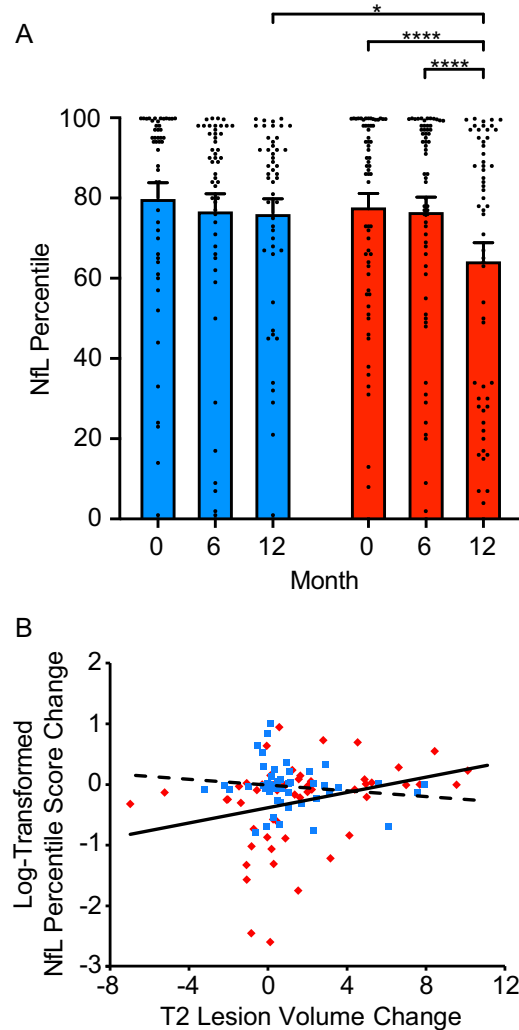 A
*
****
****
100
80
60
40
20
0
NfL Percentile
0 6 12 0 6 12
Month
B
2
1
0
-1
-2
-3
Log-Transformed
NfL Percentile Score Change
-8 -4 0 4 8 12
T2 Lesion Volume Change